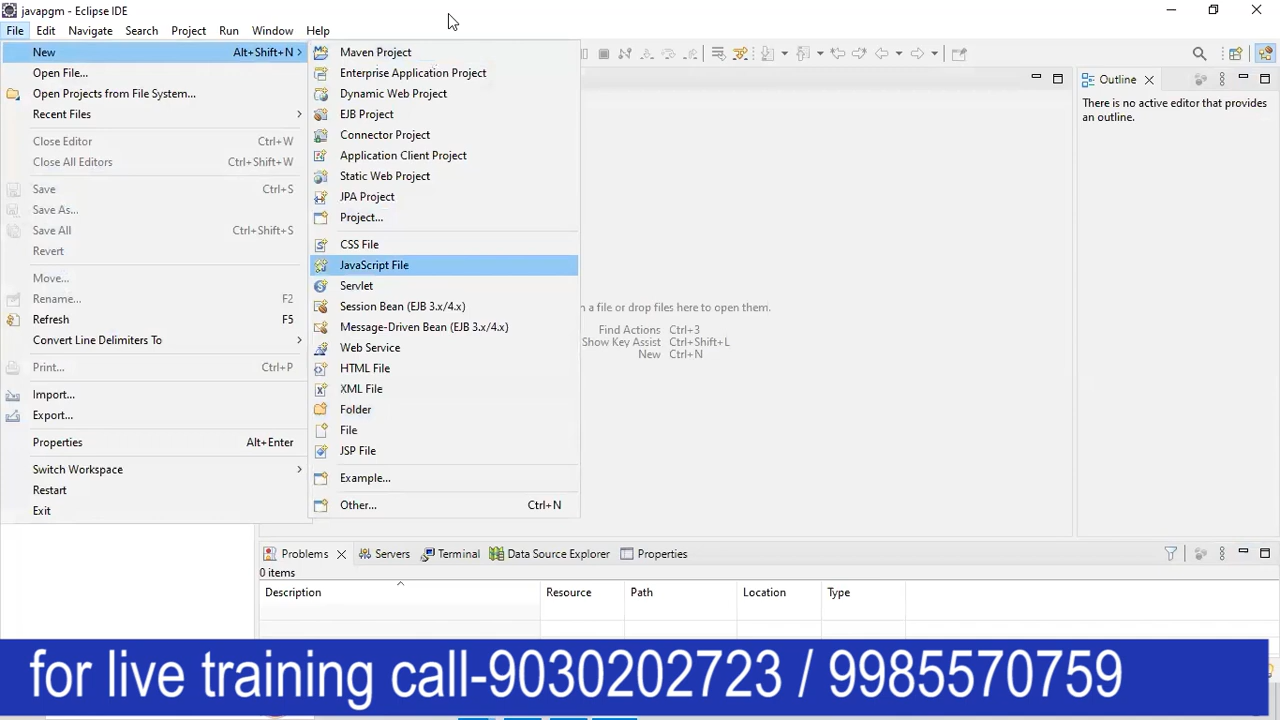 javapgm - Eclipse IDE
File Edit Navigate Search Project Run Window Help
New Alt+Shift+N
Open File...
Open Projects from File System...
Recent Files
Close Editor Ctrl+W
Close All Editors Ctrl+Shift+W
Save Ctrl+S
Save As...
Save All Ctrl+Shift+S
Revert
Move...
Rename... F2
Refresh F5
Convert Line Delimiters To
Print... Ctrl+P
Import...
Export...
Properties Alt+Enter
Switch Workspace
Restart
Exit
Maven Project
Enterprise Application Project
Dynamic Web Project
EJB Project
Connector Project
Application Client Project
Static Web Project
JPA Project
Project...
CSS File
JavaScript File
Servlet
Session Bean (EJB 3.x/4.x)
Message-Driven Bean (EJB 3.x/4.x)
Web Service
HTML File
XML File
Folder
File
JSP File
Example...
Other... Ctrl+N
a file or drop files here to open them.
Find Actions Ctrl+3
Show Key Assist Ctrl+Shift+L
New Ctrl+N
Outline
There is no active editor that provides
an outline.
Problems Servers Terminal Data Source Explorer Properties
0 items
Description Resource Path Location Type
for live training call-9030202723 / 9985570759